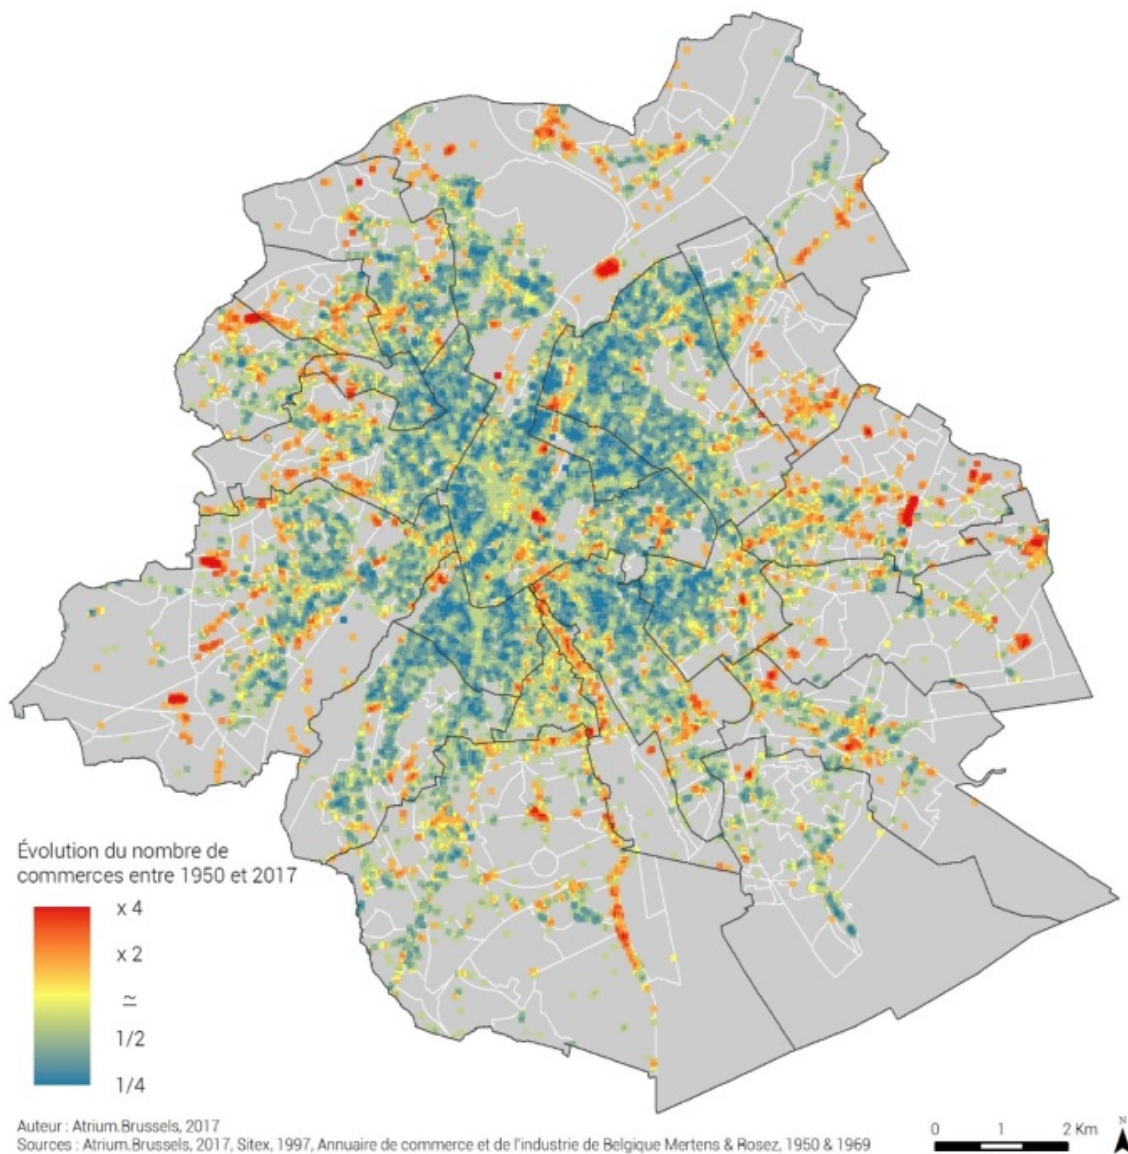 Évolution du nombre de
commerces entre 1950 et 2017
x 4
x 2
≃
1/2
1/4
Auteur : Atrium.Brussels, 2017
Sources : Atrium.Brussels, 2017, Sitex, 1997, Annuaire de commerce et de l'industrie de Belgique Mertens & Rosez, 1950 & 1969
0 1 2 Km
N